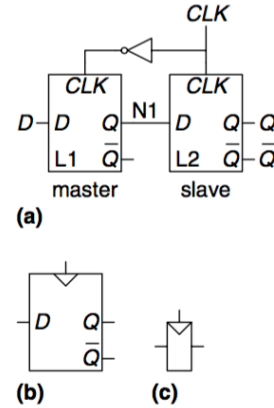 CLK
CLK CLK
D D Q N1 D Q Q
L1 Q̅ L2 Q̅ Q̅
master slave
(a)
D Q
Q̅
(b) (c)